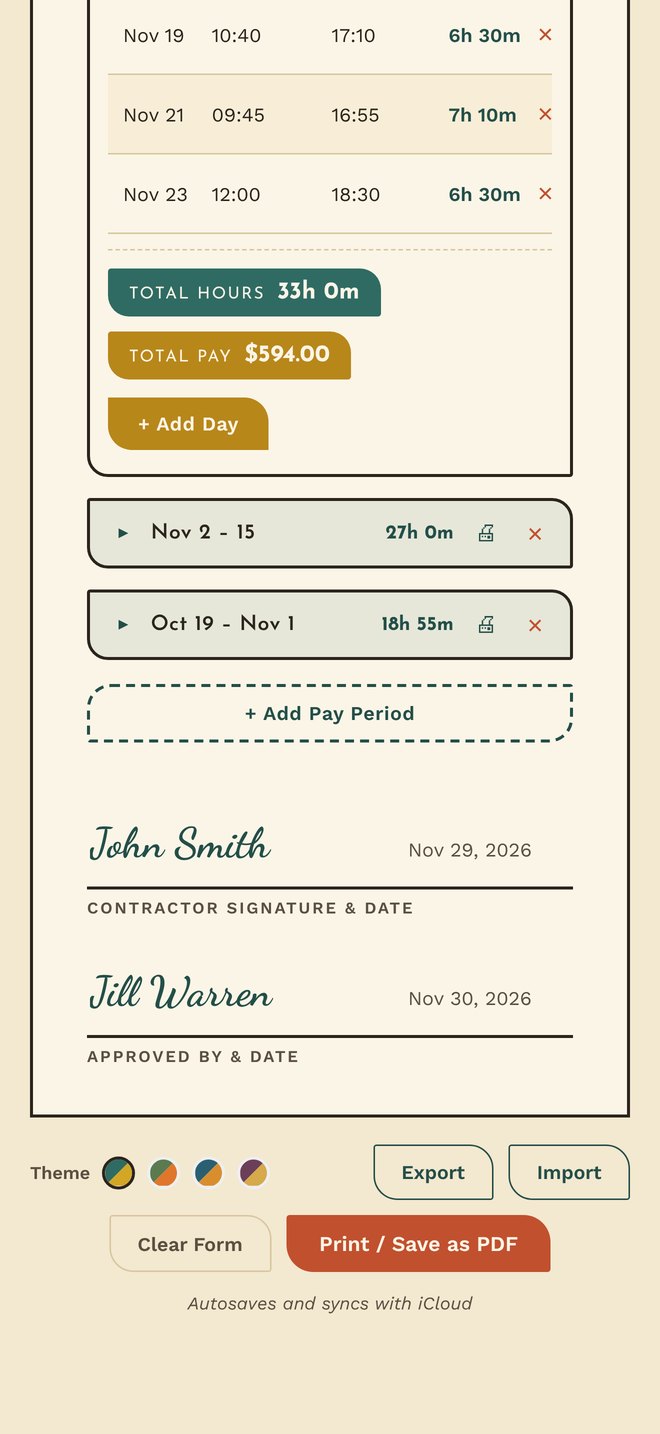 Nov 19 10:40 17:10 6h 30m ×
Nov 21 09:45 16:55 7h 10m ×
Nov 23 12:00 18:30 6h 30m ×
TOTAL HOURS 33h 0m
TOTAL PAY $594.00
+ Add Day
▸ Nov 2 – 15 27h 0m ×
▸ Oct 19 – Nov 1 18h 55m ×
+ Add Pay Period
John Smith Nov 29, 2026
CONTRACTOR SIGNATURE & DATE
Jill Warren Nov 30, 2026
APPROVED BY & DATE
Theme Export Import
Clear Form Print / Save as PDF
Autosaves and syncs with iCloud